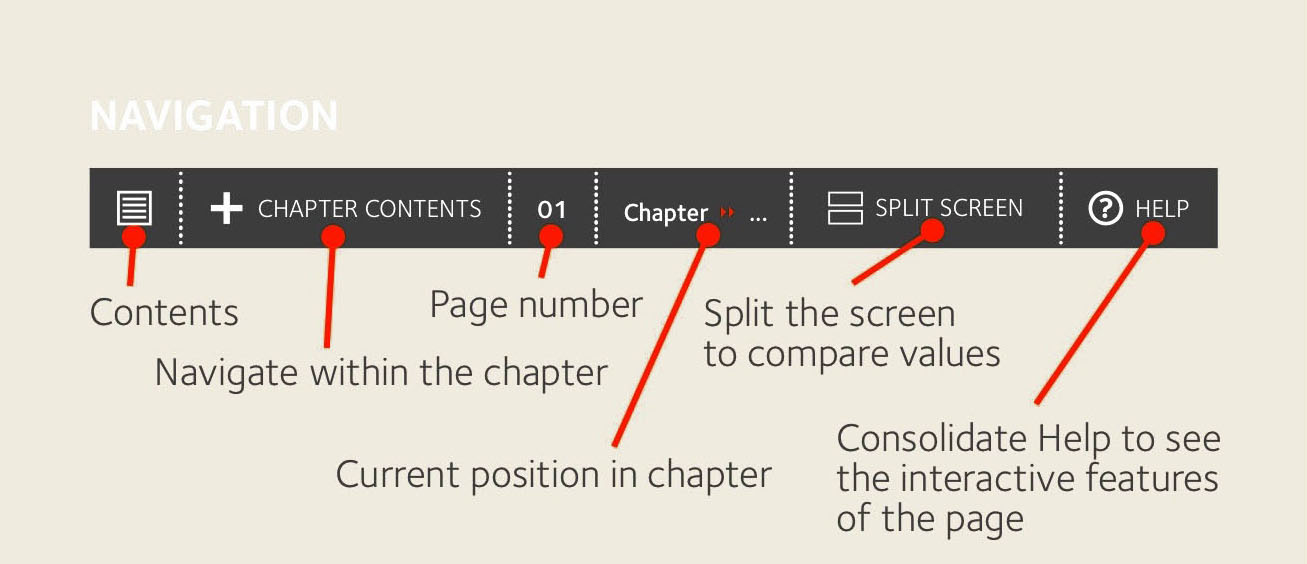 NAVIGATION
CHAPTER CONTENTS
01
Chapter ...
SPLIT SCREEN
? HELP
Contents
Page number
Split the screen
to compare values
Navigate within the chapter
Current position in chapter
Consolidate Help to see
the interactive features
of the page